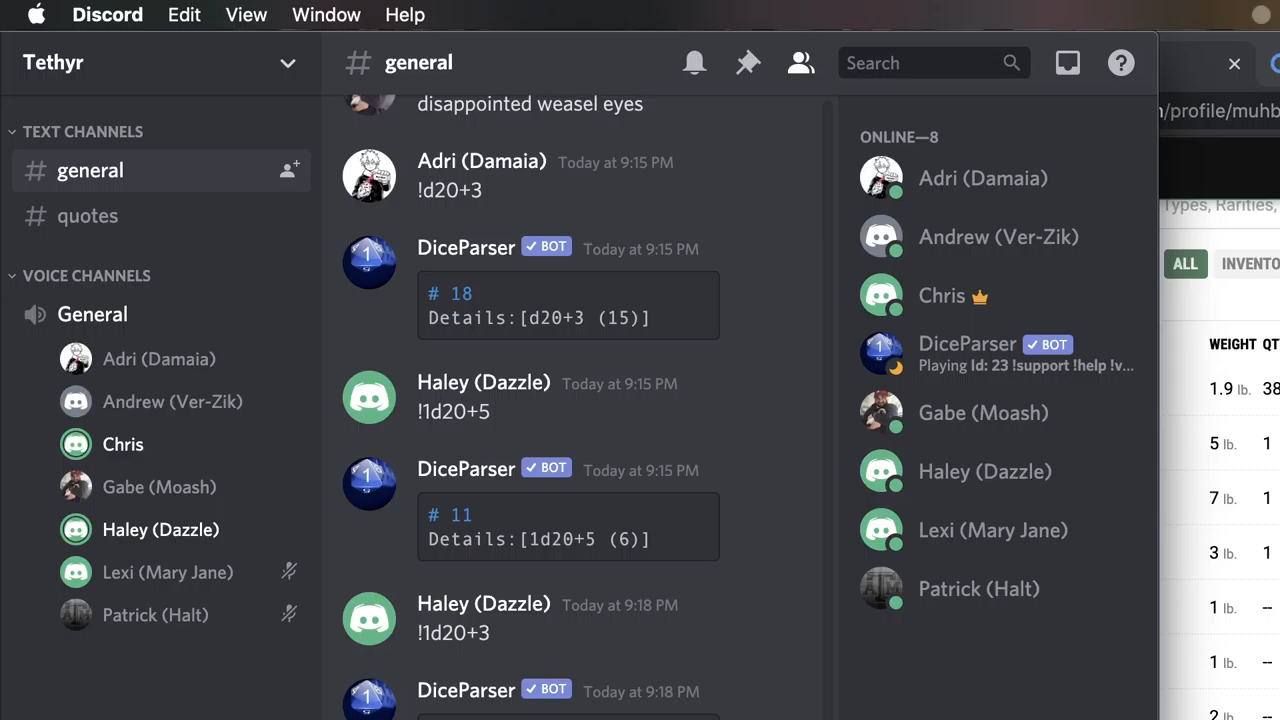 Discord Edit View Window Help
Tethyr
TEXT CHANNELS
# general
# quotes
VOICE CHANNELS
General
Adri (Damaia)
Andrew (Ver-Zik)
Chris
Gabe (Moash)
Haley (Dazzle)
Lexi (Mary Jane)
Patrick (Halt)
# general
Search
disappointed weasel eyes
Adri (Damaia) Today at 9:15 PM
!d20+3
DiceParser ✓ BOT Today at 9:15 PM
# 18
Details:[d20+3 (15)]
Haley (Dazzle) Today at 9:15 PM
!1d20+5
DiceParser ✓ BOT Today at 9:15 PM
# 11
Details:[1d20+5 (6)]
Haley (Dazzle) Today at 9:18 PM
!1d20+3
DiceParser ✓ BOT Today at 9:18 PM
ONLINE—8
Adri (Damaia)
Andrew (Ver-Zik)
Chris
DiceParser ✓ BOT
Playing Id: 23 !support !help !v...
Gabe (Moash)
Haley (Dazzle)
Lexi (Mary Jane)
Patrick (Halt)
/profile/muhb
Types, Rarities,
ALL INVENTO
WEIGHT QT
1.9 lb. 38
5 lb. 1
7 lb. 1
3 lb. 1
1 lb. --
1 lb. --
2 lb. --